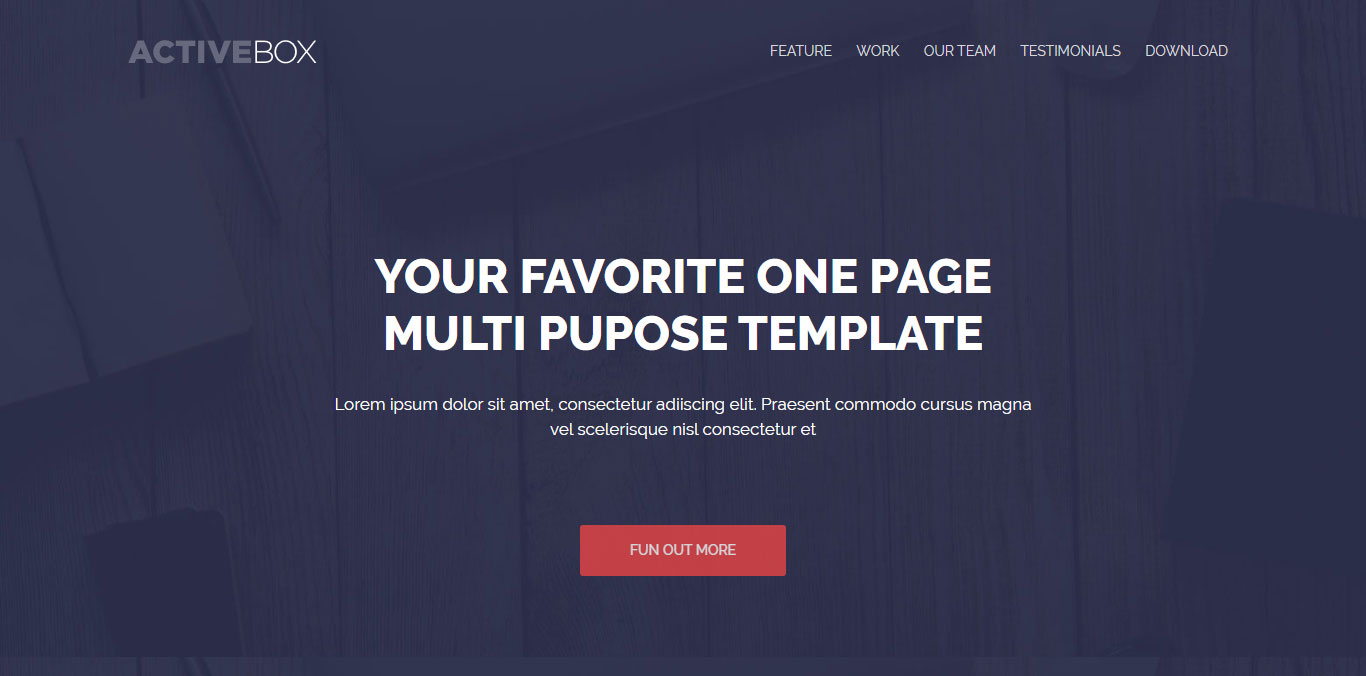 ACTIVEBOX
FEATURE WORK OUR TEAM TESTIMONIALS DOWNLOAD
YOUR FAVORITE ONE PAGE
MULTI PUPOSE TEMPLATE
Lorem ipsum dolor sit amet, consectetur adiiscing elit. Praesent commodo cursus magna
vel scelerisque nisl consectetur et
FUN OUT MORE